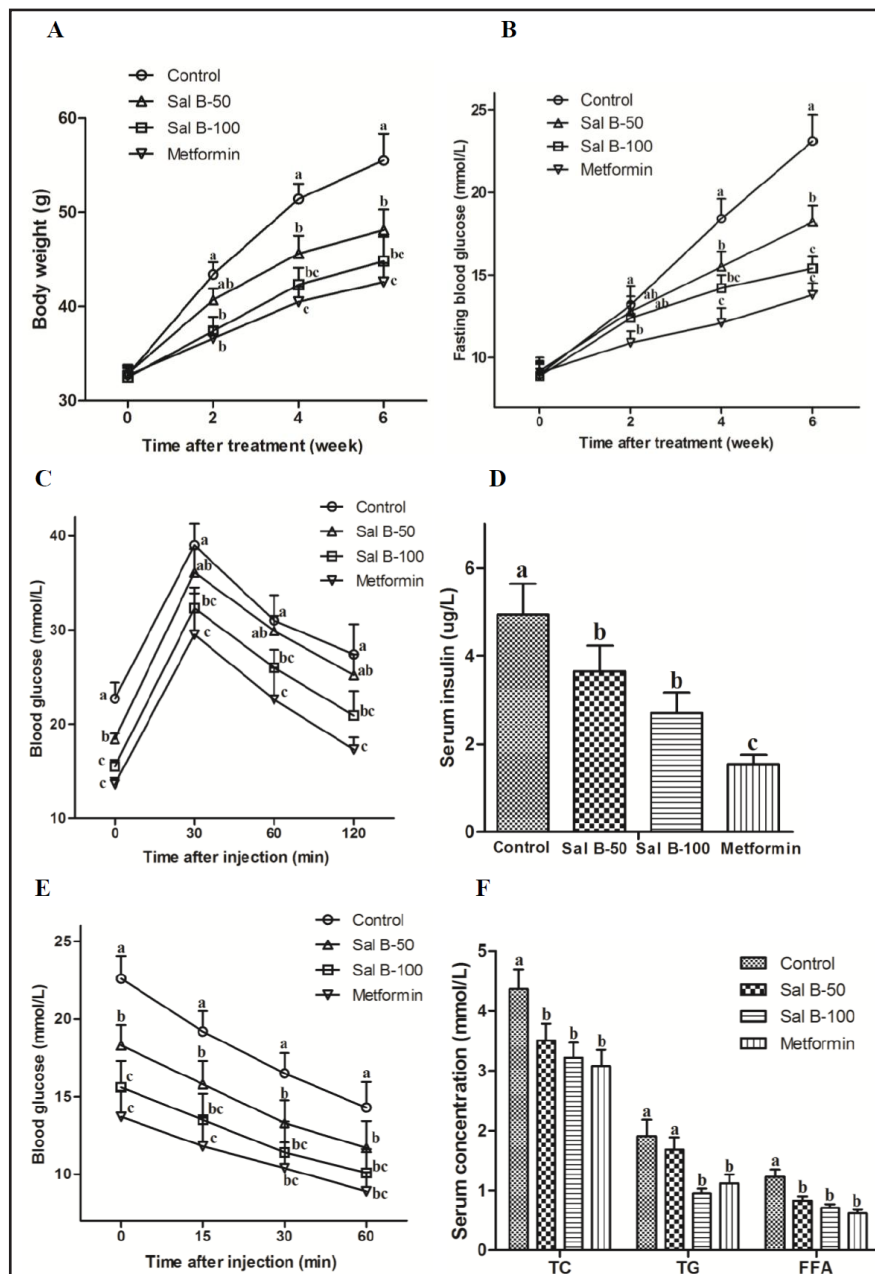 A
Control
Sal B-50
Sal B-100
Metformin
60
50
40
30
Body weight (g)
a
a
a
ab
b
b
b
bc
bc
b
c
c
0 2 4 6
Time after treatment (week)
B
Control
Sal B-50
Sal B-100
Metformin
25
20
15
10
Fasting blood glucose (mmol/L)
a
a
a
b
b
ab
ab
bc
c
b
c
c
0 2 4 6
Time after treatment (week)
C
Control
Sal B-50
Sal B-100
Metformin
40
30
20
10
Blood glucose (mmol/L)
a
a
a
a
b
ab
ab
ab
c
bc
bc
bc
c
c
c
c
0 30 60 120
Time after injection (min)
D
6
4
2
0
Serum insulin (ug/L)
a
b
b
c
Control Sal B-50 Sal B-100 Metformin
E
Control
Sal B-50
Sal B-100
Metformin
25
20
15
10
Blood glucose (mmol/L)
a
a
a
a
b
b
b
b
c
bc
bc
bc
c
c
bc
bc
0 15 30 60
Time after injection (min)
F
Control
Sal B-50
Sal B-100
Metformin
5
4
3
2
1
0
Serum concentration (mmol/L)
a b b b
a a b b
a b b b
TC TG FFA